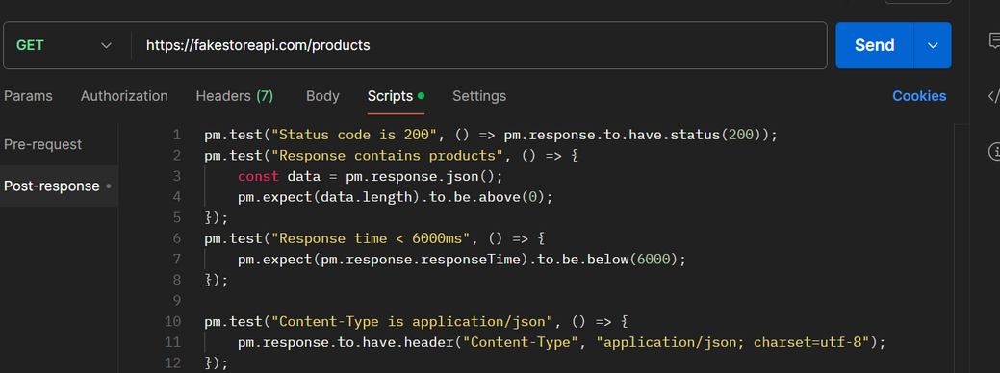 GET https://fakestoreapi.com/products Send
Params Authorization Headers (7) Body Scripts Settings Cookies
Pre-request
Post-response
1 pm.test("Status code is 200", () => pm.response.to.have.status(200));
2 pm.test("Response contains products", () => {
3 const data = pm.response.json();
4 pm.expect(data.length).to.be.above(0);
5 });
6 pm.test("Response time < 6000ms", () => {
7 pm.expect(pm.response.responseTime).to.be.below(6000);
8 });
9
10 pm.test("Content-Type is application/json", () => {
11 pm.response.to.have.header("Content-Type", "application/json; charset=utf-8");
12 });